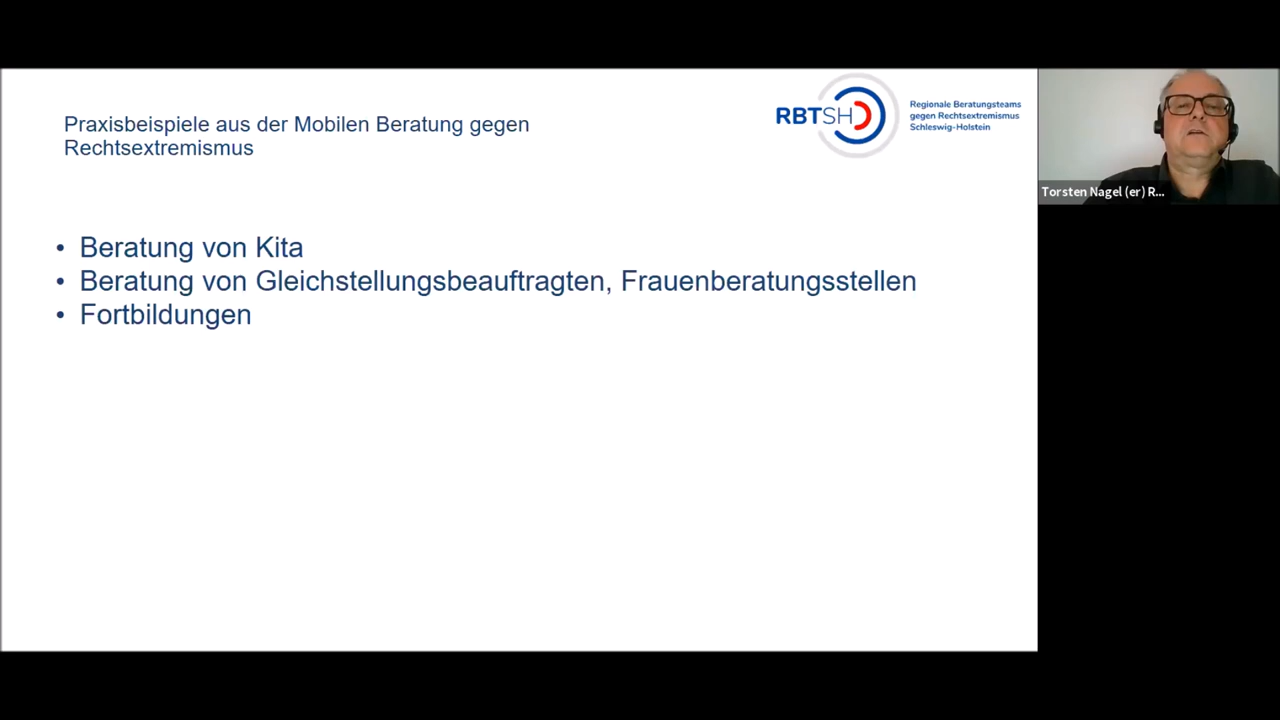 Praxisbeispiele aus der Mobilen Beratung gegen
Rechtsextremismus
RBTSH
Regionale Beratungsteams
gegen Rechtsextremismus
Schleswig-Holstein
• Beratung von Kita
• Beratung von Gleichstellungsbeauftragten, Frauenberatungsstellen
• Fortbildungen
Torsten Nagel (er) R...